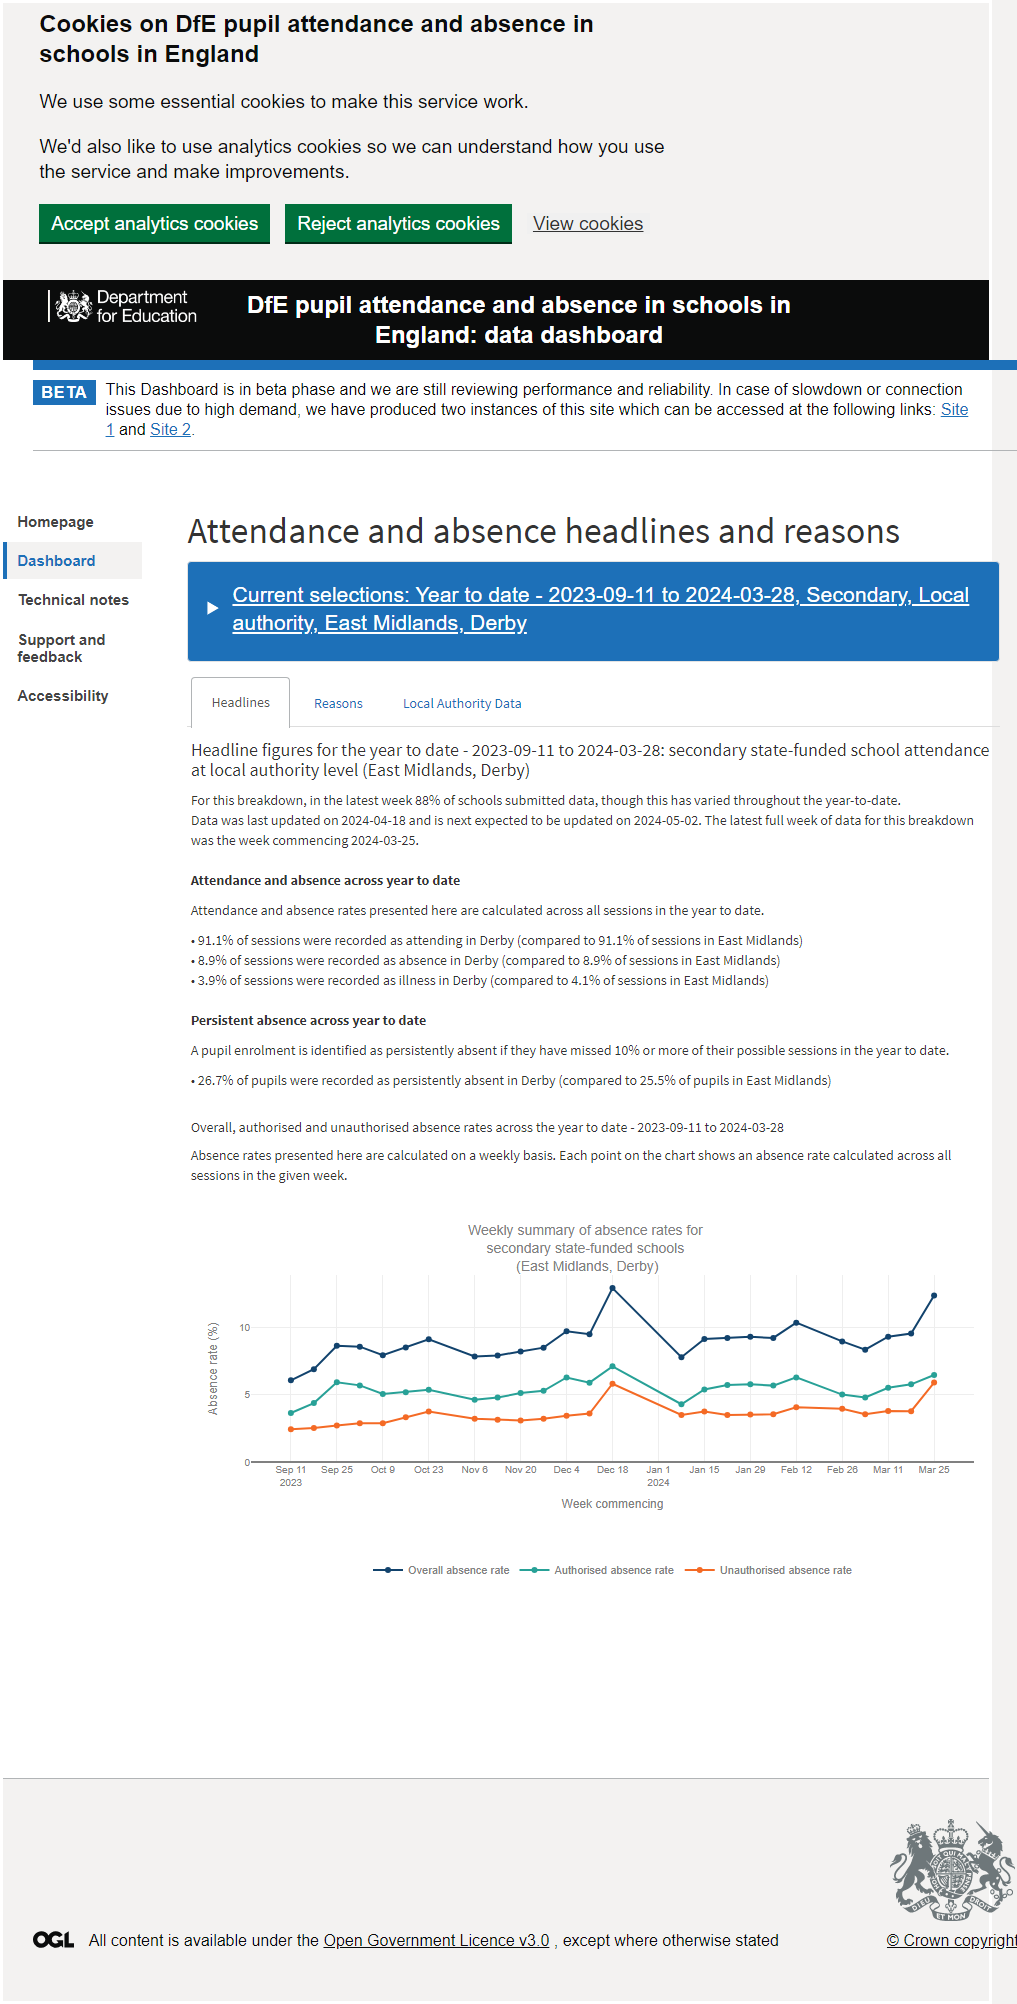 Cookies on DfE pupil attendance and absence in
schools in England
We use some essential cookies to make this service work.
We'd also like to use analytics cookies so we can understand how you use
the service and make improvements.
Accept analytics cookies
Reject analytics cookies
View cookies
Department
for Education
DfE pupil attendance and absence in schools in
England: data dashboard
BETA
This Dashboard is in beta phase and we are still reviewing performance and reliability. In case of slowdown or connection
issues due to high demand, we have produced two instances of this site which can be accessed at the following links: Site
1 and Site 2.
Homepage
Dashboard
Technical notes
Support and
feedback
Accessibility
Attendance and absence headlines and reasons
Current selections: Year to date - 2023-09-11 to 2024-03-28, Secondary, Local
authority, East Midlands, Derby
Headlines
Reasons
Local Authority Data
Headline figures for the year to date - 2023-09-11 to 2024-03-28: secondary state-funded school attendance
at local authority level (East Midlands, Derby)
For this breakdown, in the latest week 88% of schools submitted data, though this has varied throughout the year-to-date.
Data was last updated on 2024-04-18 and is next expected to be updated on 2024-05-02. The latest full week of data for this breakdown
was the week commencing 2024-03-25.
Attendance and absence across year to date
Attendance and absence rates presented here are calculated across all sessions in the year to date.
• 91.1% of sessions were recorded as attending in Derby (compared to 91.1% of sessions in East Midlands)
• 8.9% of sessions were recorded as absence in Derby (compared to 8.9% of sessions in East Midlands)
• 3.9% of sessions were recorded as illness in Derby (compared to 4.1% of sessions in East Midlands)
Persistent absence across year to date
A pupil enrolment is identified as persistently absent if they have missed 10% or more of their possible sessions in the year to date.
• 26.7% of pupils were recorded as persistently absent in Derby (compared to 25.5% of pupils in East Midlands)
Overall, authorised and unauthorised absence rates across the year to date - 2023-09-11 to 2024-03-28
Absence rates presented here are calculated on a weekly basis. Each point on the chart shows an absence rate calculated across all
sessions in the given week.
Weekly summary of absence rates for
secondary state-funded schools
(East Midlands, Derby)
Absence rate (%)
10
5
0
Sep 11 Sep 25 Oct 9 Oct 23 Nov 6 Nov 20 Dec 4 Dec 18 Jan 1 Jan 15 Jan 29 Feb 12 Feb 26 Mar 11 Mar 25
2023 2024
Week commencing
Overall absence rate
Authorised absence rate
Unauthorised absence rate
DIEU ET MON DROIT
OGL
All content is available under the Open Government Licence v3.0 , except where otherwise stated
© Crown copyright